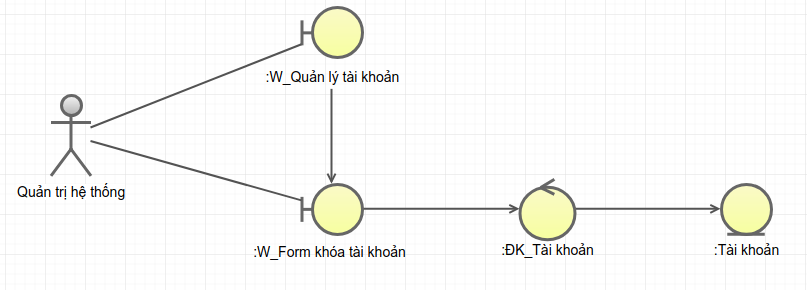 :W_Quản lý tài khoản
Quản trị hệ thống
:W_Form khóa tài khoản
:ĐK_Tài khoản
:Tài khoản